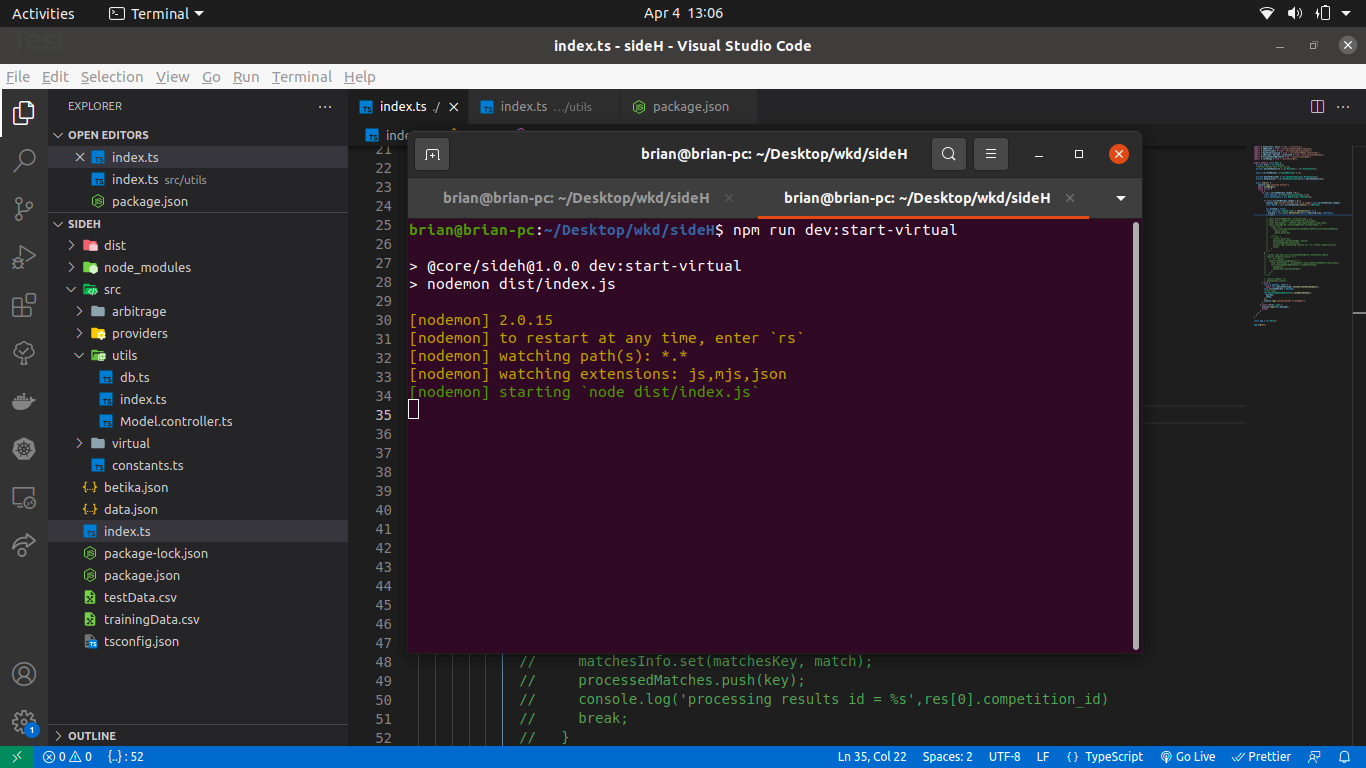 Activities Terminal Apr 4 13:06
Test
index.ts - sideH - Visual Studio Code
File Edit Selection View Go Run Terminal Help
EXPLORER ...
index.ts ./ index.ts .../utils package.json
OPEN EDITORS
index.ts
index.ts src/utils
package.json
SIDEH
dist
node_modules
src
arbitrage
providers
utils
db.ts
index.ts
Model.controller.ts
virtual
constants.ts
betika.json
data.json
index.ts
package-lock.json
package.json
testData.csv
trainingData.csv
tsconfig.json
OUTLINE
brian@brian-pc: ~/Desktop/wkd/sideH
brian@brian-pc: ~/Desktop/wkd/sideH brian@brian-pc: ~/Desktop/wkd/sideH
brian@brian-pc:~/Desktop/wkd/sideH$ npm run dev:start-virtual
> @core/sideh@1.0.0 dev:start-virtual
> nodemon dist/index.js
[nodemon] 2.0.15
[nodemon] to restart at any time, enter `rs`
[nodemon] watching path(s): *.*
[nodemon] watching extensions: js,mjs,json
[nodemon] starting `node dist/index.js`
21
22
23
24
25
26
27
28
29
30
31
32
33
34
35
36
37
38
39
40
41
42
43
44
45
46
47
48 // matchesInfo.set(matchesKey, match);
49 // processedMatches.push(key);
50 // console.log('processing results id = %s',res[0].competition_id)
51 // break;
52 // }
1
0 0 {..} : 52 Ln 35, Col 22 Spaces: 2 UTF-8 LF { } TypeScript Go Live Prettier